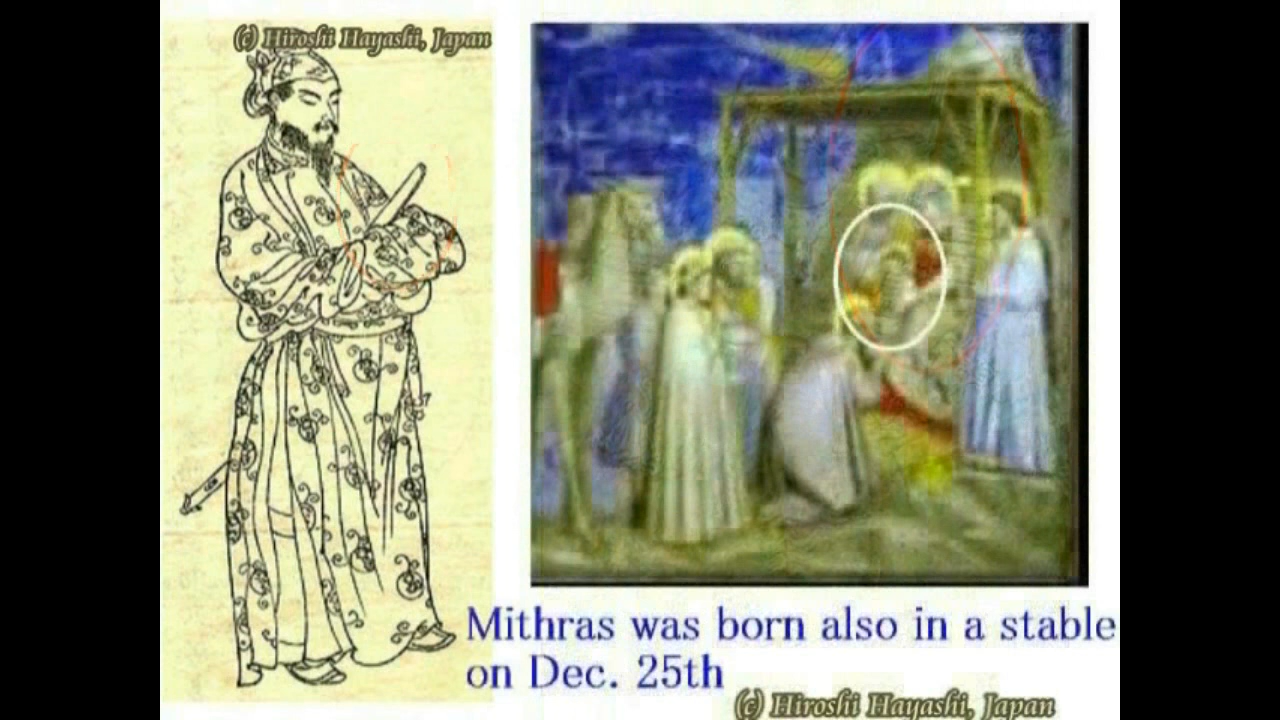 (c) Hiroshi Hayashi, Japan
Mithras was born also in a stable
on Dec. 25th
(c) Hiroshi Hayashi, Japan